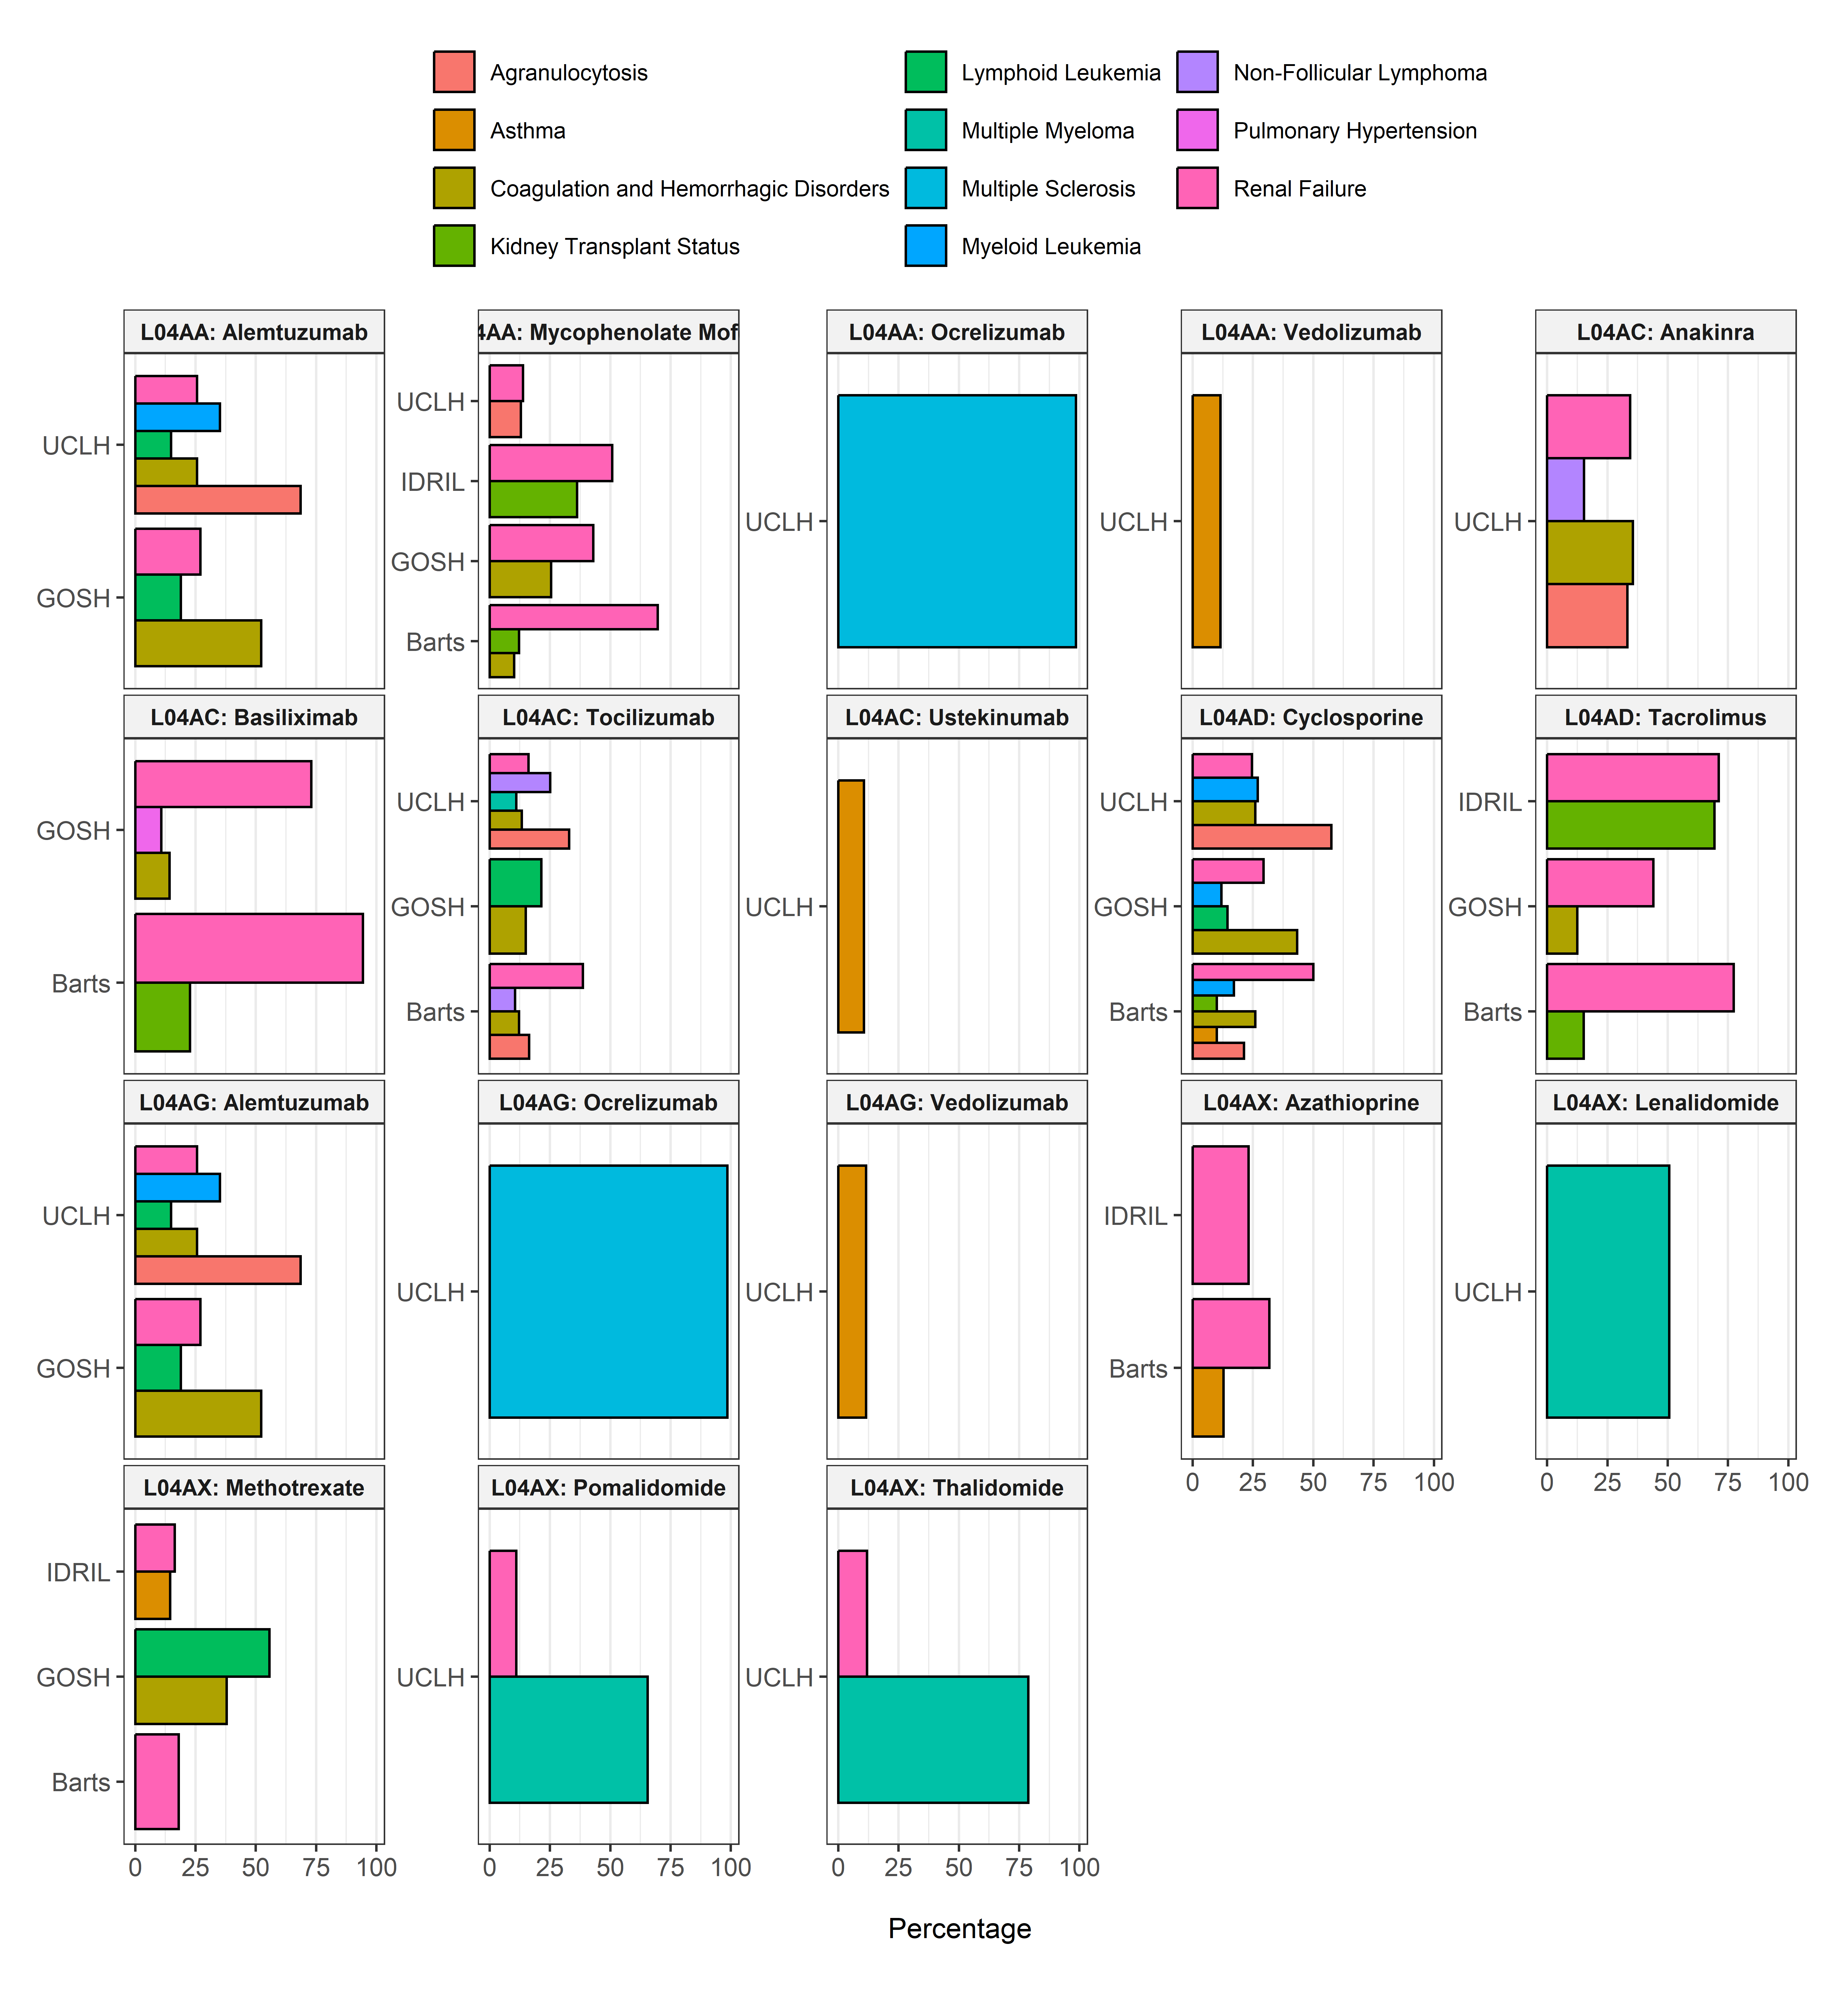 Agranulocytosis
Asthma
Coagulation and Hemorrhagic Disorders
Kidney Transplant Status
Lymphoid Leukemia
Multiple Myeloma
Multiple Sclerosis
Myeloid Leukemia
Non-Follicular Lymphoma
Pulmonary Hypertension
Renal Failure
L04AA: Alemtuzumab
UCLH
GOSH
4AA: Mycophenolate Mof
UCLH
IDRIL
GOSH
Barts
L04AA: Ocrelizumab
UCLH
L04AA: Vedolizumab
UCLH
L04AC: Anakinra
UCLH
L04AC: Basiliximab
GOSH
Barts
L04AC: Tocilizumab
UCLH
GOSH
Barts
L04AC: Ustekinumab
UCLH
L04AD: Cyclosporine
UCLH
GOSH
Barts
L04AD: Tacrolimus
IDRIL
GOSH
Barts
L04AG: Alemtuzumab
UCLH
GOSH
L04AG: Ocrelizumab
UCLH
L04AG: Vedolizumab
UCLH
L04AX: Azathioprine
IDRIL
Barts
0 25 50 75 100
L04AX: Lenalidomide
UCLH
0 25 50 75 100
L04AX: Methotrexate
IDRIL
GOSH
Barts
0 25 50 75 100
L04AX: Pomalidomide
UCLH
0 25 50 75 100
L04AX: Thalidomide
UCLH
0 25 50 75 100
Percentage